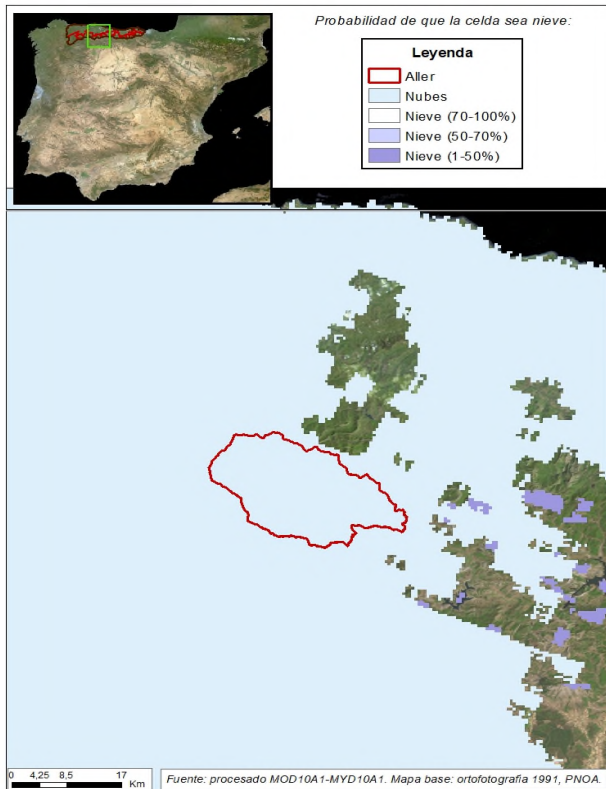 Probabilidad de que la celda sea nieve:
Leyenda
Aller
Nubes
Nieve (70-100%)
Nieve (50-70%)
Nieve (1-50%)
0 4,25 8,5 17
Km
Fuente: procesado MOD10A1-MYD10A1. Mapa base: ortofotografia 1991, PNOA.